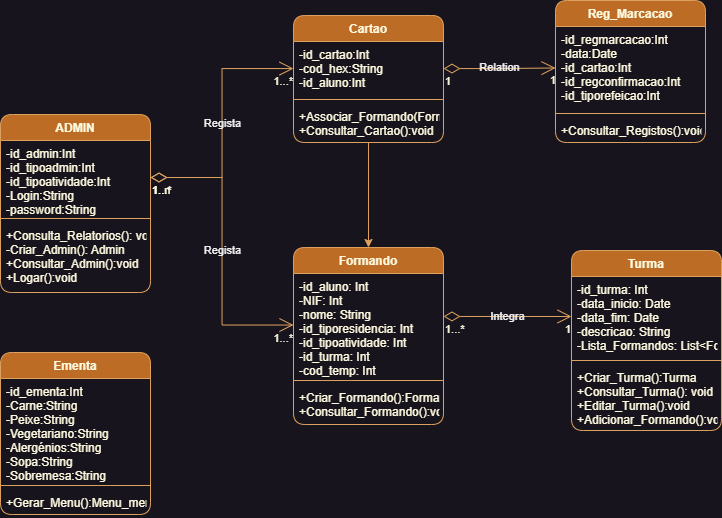 Cartao
-id_cartao:Int
-cod_hex:String
-id_aluno:Int
+Associar_Formando(Form
+Consultar_Cartao():void
Reg_Marcacao
-id_regmarcacao:Int
-data:Date
-id_cartao:Int
-id_regconfirmacao:Int
-id_tiporefeicao:Int
+Consultar_Registos():void
1
Relation
1
1...*
Regista
ADMIN
-id_admin:Int
-id_tipoadmin:Int
-id_tipoatividade:Int
-Login:String
-password:String
+Consulta_Relatorios(): vo
-Criar_Admin(): Admin
+Consultar_Admin():void
+Logar():void
Regista
1...*
Formando
-id_aluno: Int
-NIF: Int
-nome: String
-id_tiporesidencia: Int
-id_tipoatividade: Int
-id_turma: Int
-cod_temp: Int
+Criar_Formando():Forma
+Consultar_Formando():vo
1...*
Integra
1
Turma
-id_turma: Int
-data_inicio: Date
-data_fim: Date
-descricao: String
-Lista_Formandos: List<Fo
+Criar_Turma():Turma
+Consultar_Turma(): void
+Editar_Turma():void
+Adicionar_Formando():vo
Ementa
-id_ementa:Int
-Carne:String
-Peixe:String
-Vegetariano:String
-Alergénios:String
-Sopa:String
-Sobremesa:String
+Gerar_Menu():Menu_me